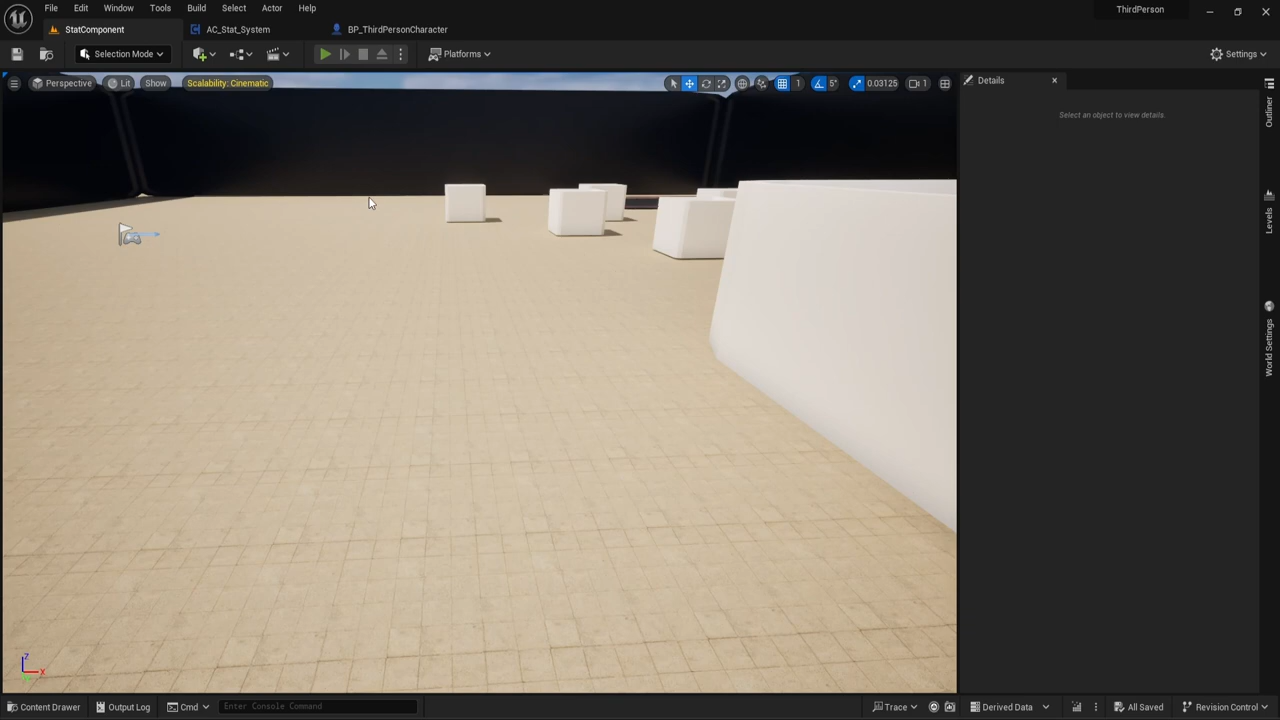 File Edit Window Tools Build Select Actor Help
ThirdPerson
StatComponent
AC_Stat_System
BP_ThirdPersonCharacter
Selection Mode
Platforms
Settings
Perspective
Lit
Show
Scalability: Cinematic
1
5°
0.03125
1
Details
Select an object to view details.
Outliner
Levels
World Settings
Z
X
Content Drawer
Output Log
Cmd
Enter Console Command
Trace
Derived Data
All Saved
Revision Control